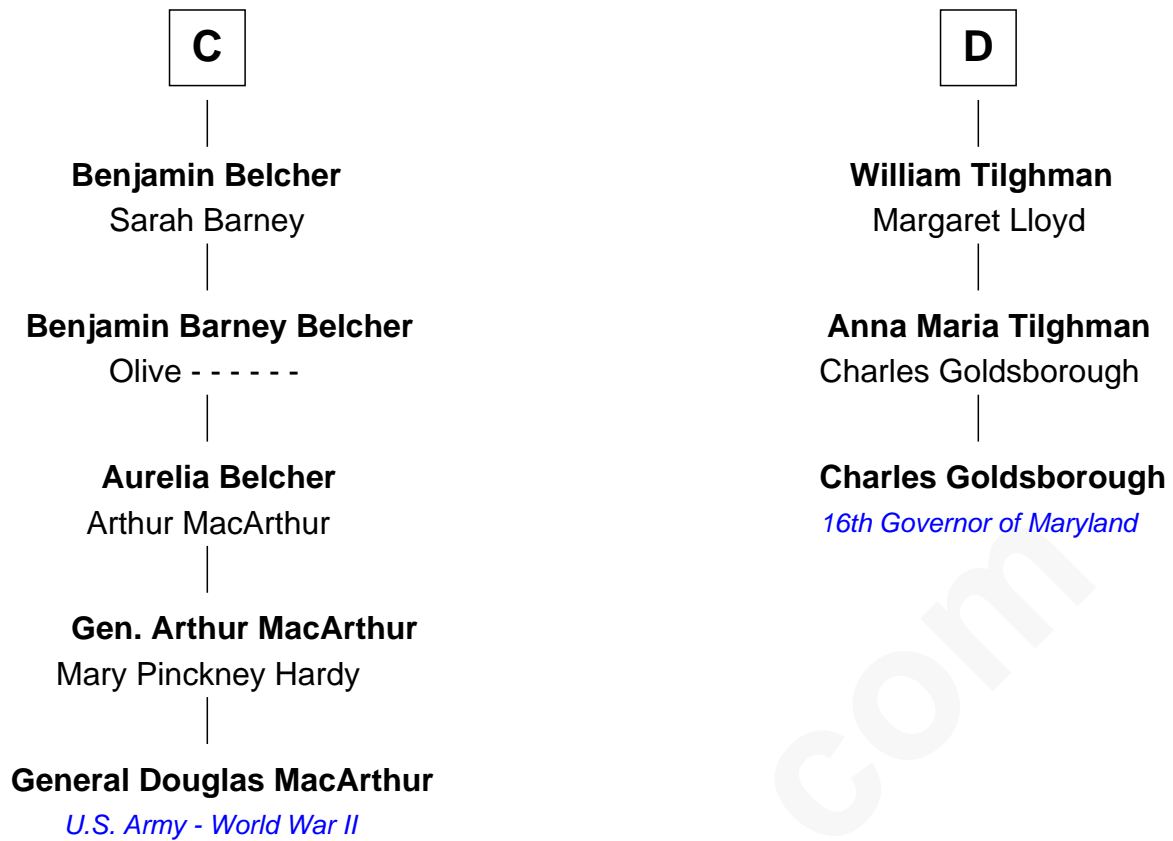 C
Benjamin Belcher
Sarah Barney
Benjamin Barney Belcher
Olive - - - - - -
Aurelia Belcher
Arthur MacArthur
Gen. Arthur MacArthur
Mary Pinckney Hardy
General Douglas MacArthur
U.S. Army - World War II
D
William Tilghman
Margaret Lloyd
Anna Maria Tilghman
Charles Goldsborough
Charles Goldsborough
16th Governor of Maryland
com